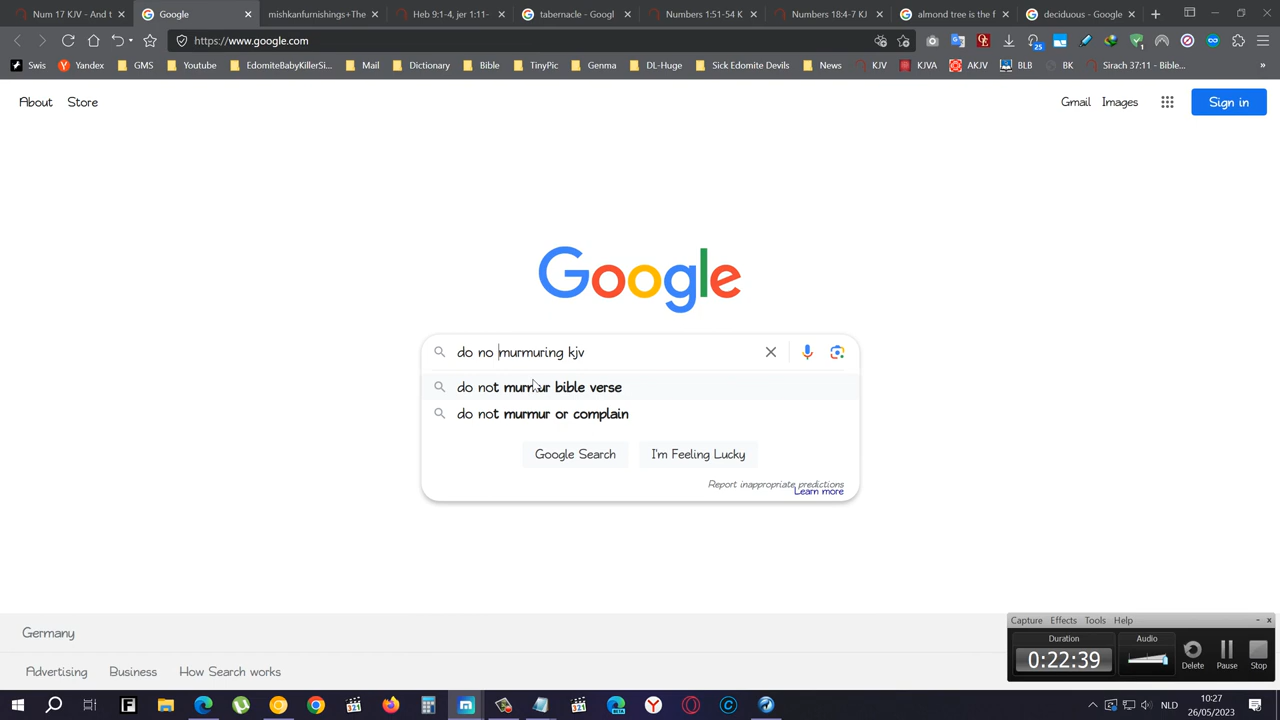 Num 17 KJV - And t
Google
mishkanfurnishings+The
Heb 9:1-4, jer 1:11-
tabernacle - Googl
Numbers 1:51-54 K
Numbers 18:4-7 KJ
almond tree is the f
deciduous - Google
https://www.google.com
25
1
Swis
Yandex
GMS
Youtube
EdomiteBabyKillerSi...
Mail
Dictionary
Bible
TinyPic
Genma
DL-Huge
Sick Edomite Devils
News
KJV
KJVA
AKJV
BLB
BK
Sirach 37:11 - Bible...
About
Store
Gmail
Images
Sign in
Google
do no murmuring kjv
do not murmur bible verse
do not murmur or complain
Google Search
I'm Feeling Lucky
Report inappropriate predictions
Learn more
Germany
Advertising
Business
How Search works
Capture
Effects
Tools
Help
Duration
0:22:39
Audio
Delete
Pause
Stop
NLD
10:27
26/05/2023